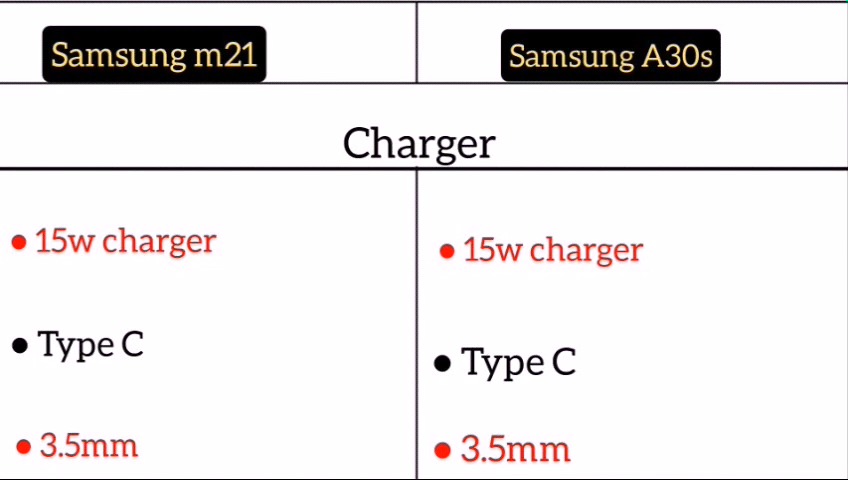 Samsung m21
Samsung A30s
Charger
• 15w charger
• 15w charger
• Type C
• Type C
• 3.5mm
• 3.5mm